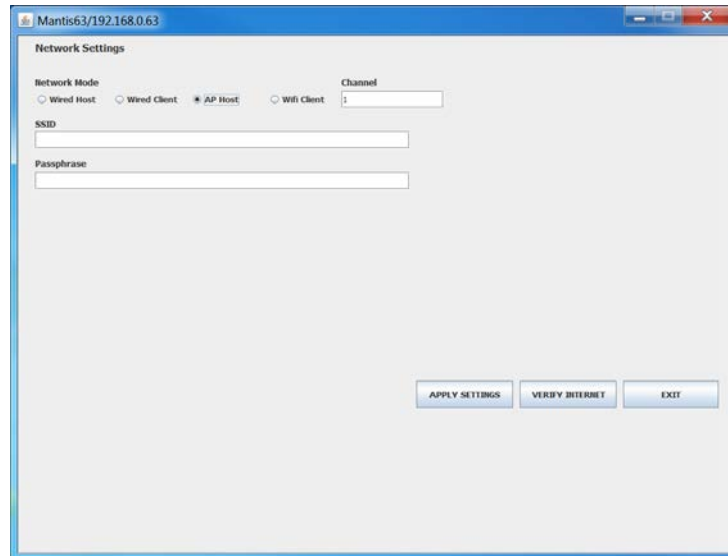 Mantis63/192.168.0.63
Network Settings
Network Mode Channel
Wired Host Wired Client AP Host Wifi Client 1
SSID
Passphrase
APPLY SETTINGS VERIFY INTERNET EXIT